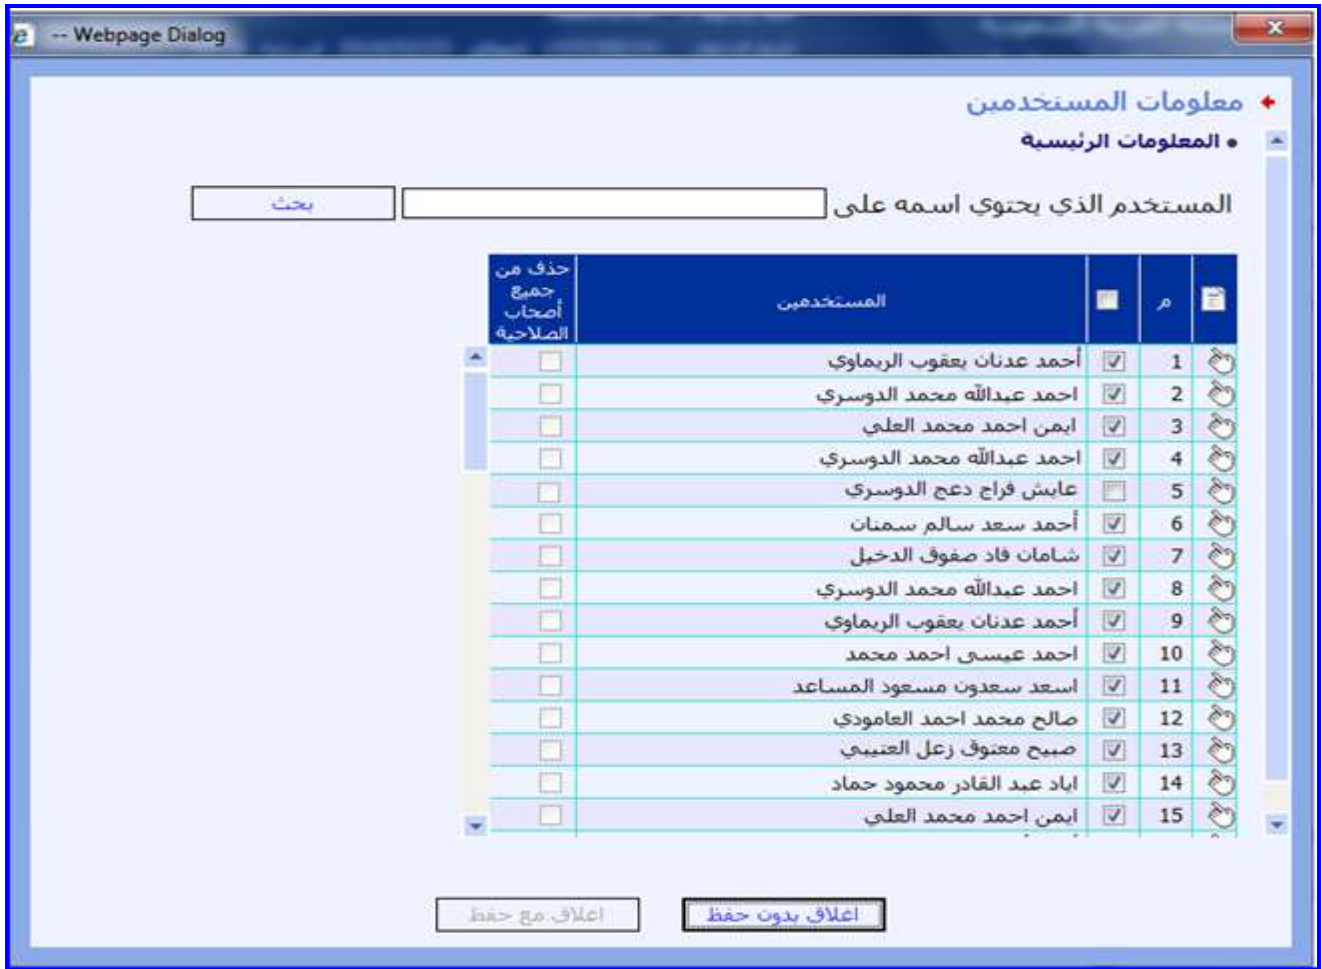 -- Webpage Dialog
معلومات المستخدمين
المعلومات الرئيسية
المستخدم الذي يحتوي اسمه على
بحث
م المستخدمين حذف من جميع أصحاب الصلاحية
1 أحمد عدنان يعقوب الريماوي
2 احمد عبدالله محمد الدوسري
3 ايمن احمد محمد العلي
4 احمد عبدالله محمد الدوسري
5 عايش فراج دعج الدوسري
6 أحمد سعد سالم سمنان
7 شامان قاد صفوق الدخيل
8 احمد عبدالله محمد الدوسري
9 أحمد عدنان يعقوب الريماوي
10 احمد عيسى احمد محمد
11 اسعد سعدون مسعود المساعد
12 صالح محمد احمد العامودي
13 صبيح معتوق زعل العتيبي
14 اياد عبد القادر محمود حماد
15 ايمن احمد محمد العلي
اغلاق بدون حفظ
اغلاق مع حفظ